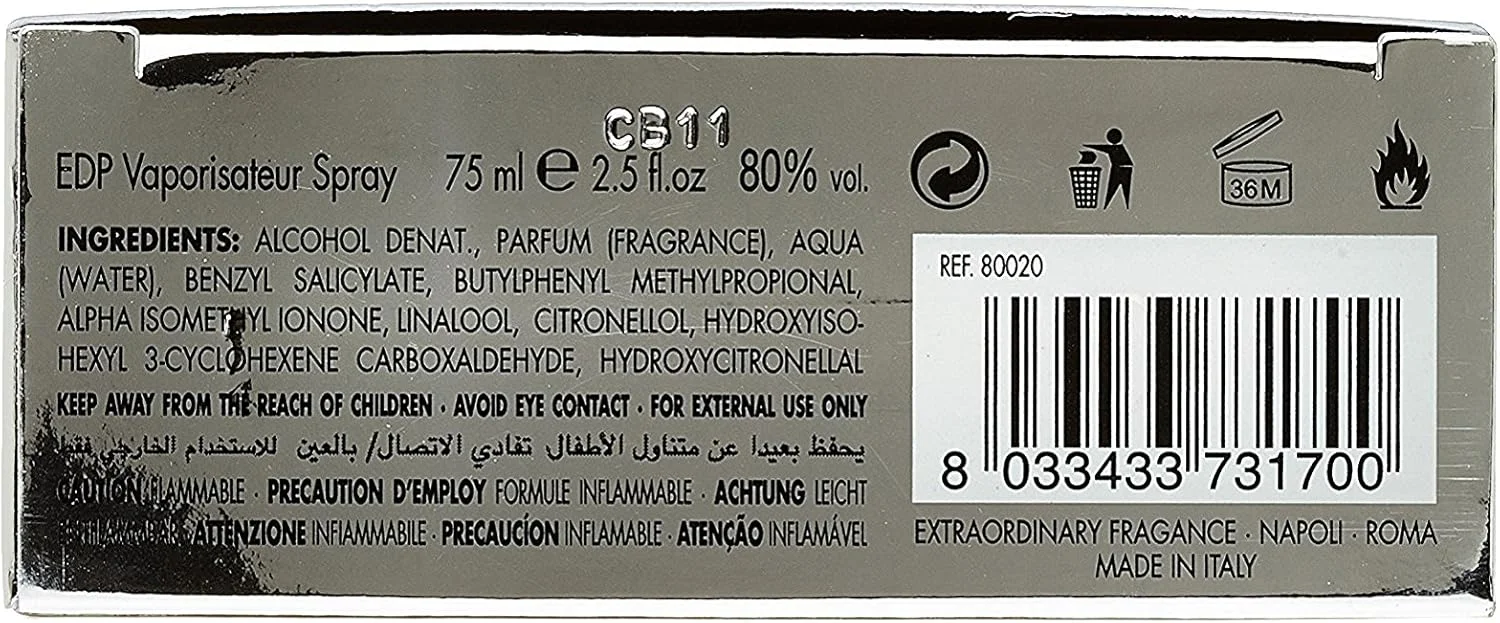 CB11
EDP Vaporisateur Spray 75 ml e 2.5 fl.oz 80% vol.
INGREDIENTS: ALCOHOL DENAT., PARFUM (FRAGRANCE), AQUA
(WATER), BENZYL SALICYLATE, BUTYLPHENYL METHYLPROPIONAL,
ALPHA ISOMETHYL IONONE, LINALOOL, CITRONELLOL, HYDROXYISO-
HEXYL 3-CYCLOHEXENE CARBOXALDEHYDE, HYDROXYCITRONELLAL
KEEP AWAY FROM THE REACH OF CHILDREN · AVOID EYE CONTACT · FOR EXTERNAL USE ONLY
يحفظ بعيدا عن متناول الأطفال تفادي الاتصال/ بالعين للاستخدام الخارجي فقط
CAUTION FLAMMABLE · PRECAUTION D'EMPLOY FORMULE INFLAMMABLE · ACHTUNG LEICHT
ENTFLAMMBAR · ATTENZIONE INFIAMMABILE · PRECAUCÍON INFLAMABLE · ATENÇÃO INFLAMÁVEL
36M
REF. 80020
8 033433 731700
EXTRAORDINARY FRAGANCE · NAPOLI · ROMA
MADE IN ITALY